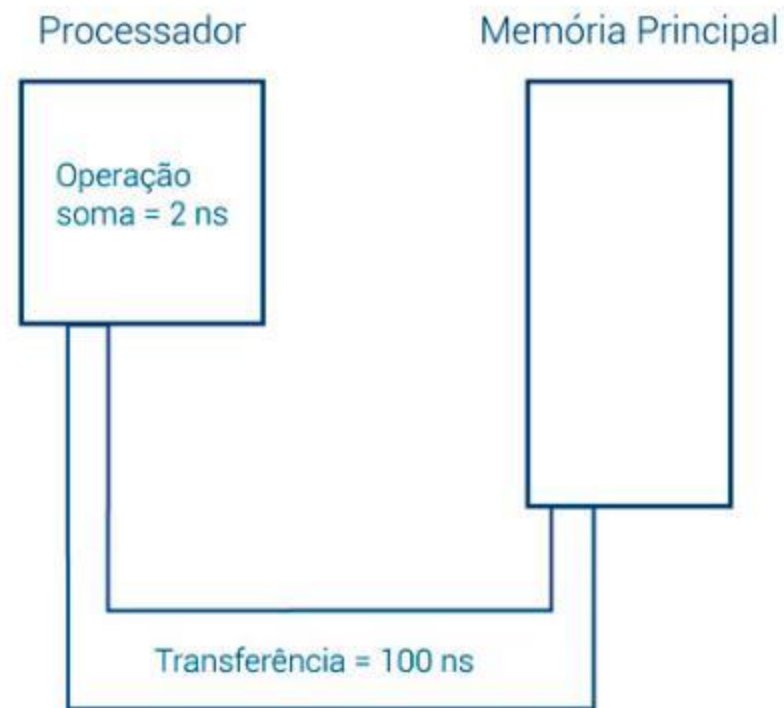 Processador
Memória Principal
Operação
soma = 2 ns
Transferência = 100 ns